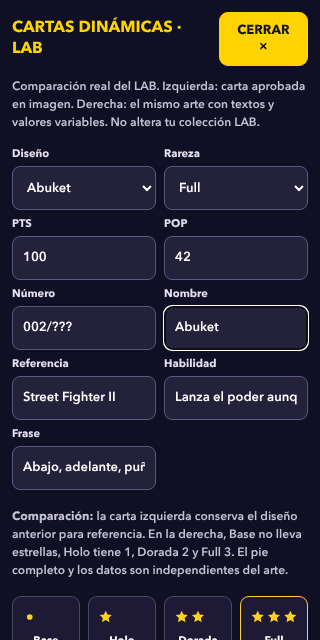 CARTAS DINÁMICAS ·
LAB
CERRAR
×
Comparación real del LAB. Izquierda: carta aprobada
en imagen. Derecha: el mismo arte con textos y
valores variables. No altera tu colección LAB.
Diseño
Rareza
Abuket
Full
PTS
POP
100
42
Número
Nombre
002/???
Abuket
Referencia
Habilidad
Street Fighter II
Lanza el poder aunq
Frase
Abajo, adelante, puñ
Comparación: la carta izquierda conserva el diseño
anterior para referencia. En la derecha, Base no lleva
estrellas, Holo tiene 1, Dorada 2 y Full 3. El pie
completo y los datos son independientes del arte.
Base
Holo
Dorada
Full